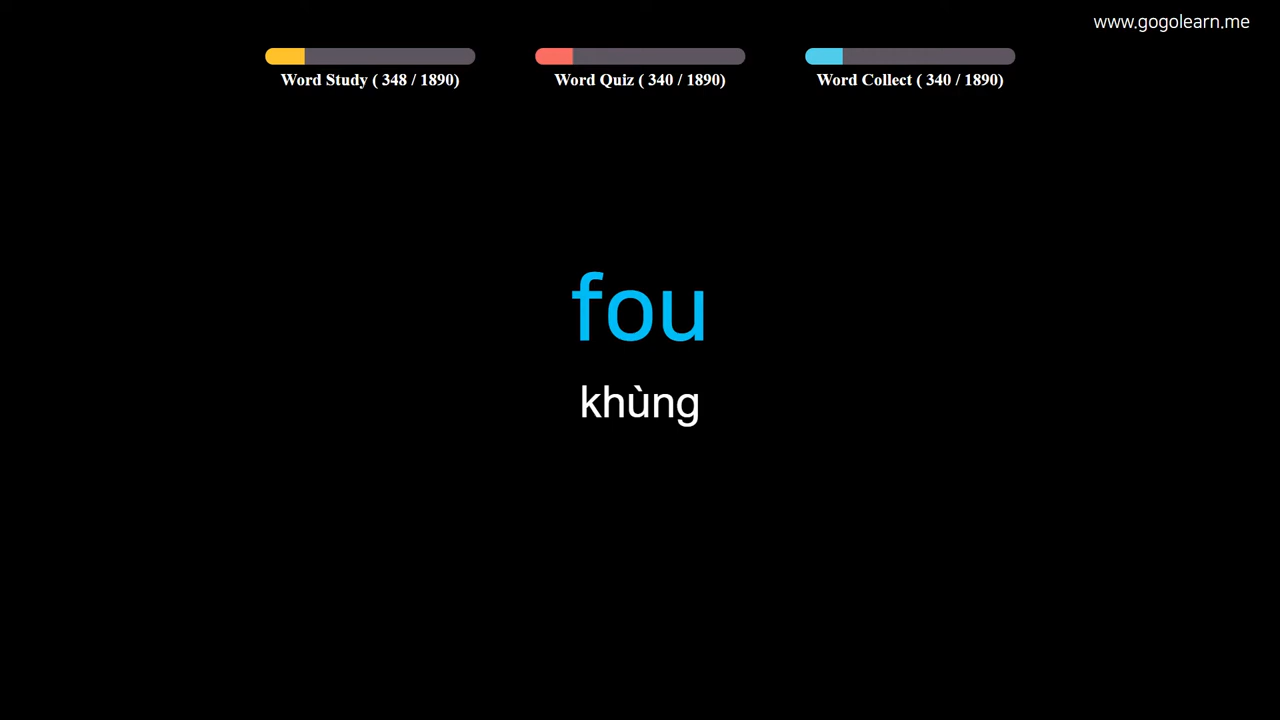 www.gogolearn.me
Word Study ( 348 / 1890)
Word Quiz ( 340 / 1890)
Word Collect ( 340 / 1890)
fou
khùng